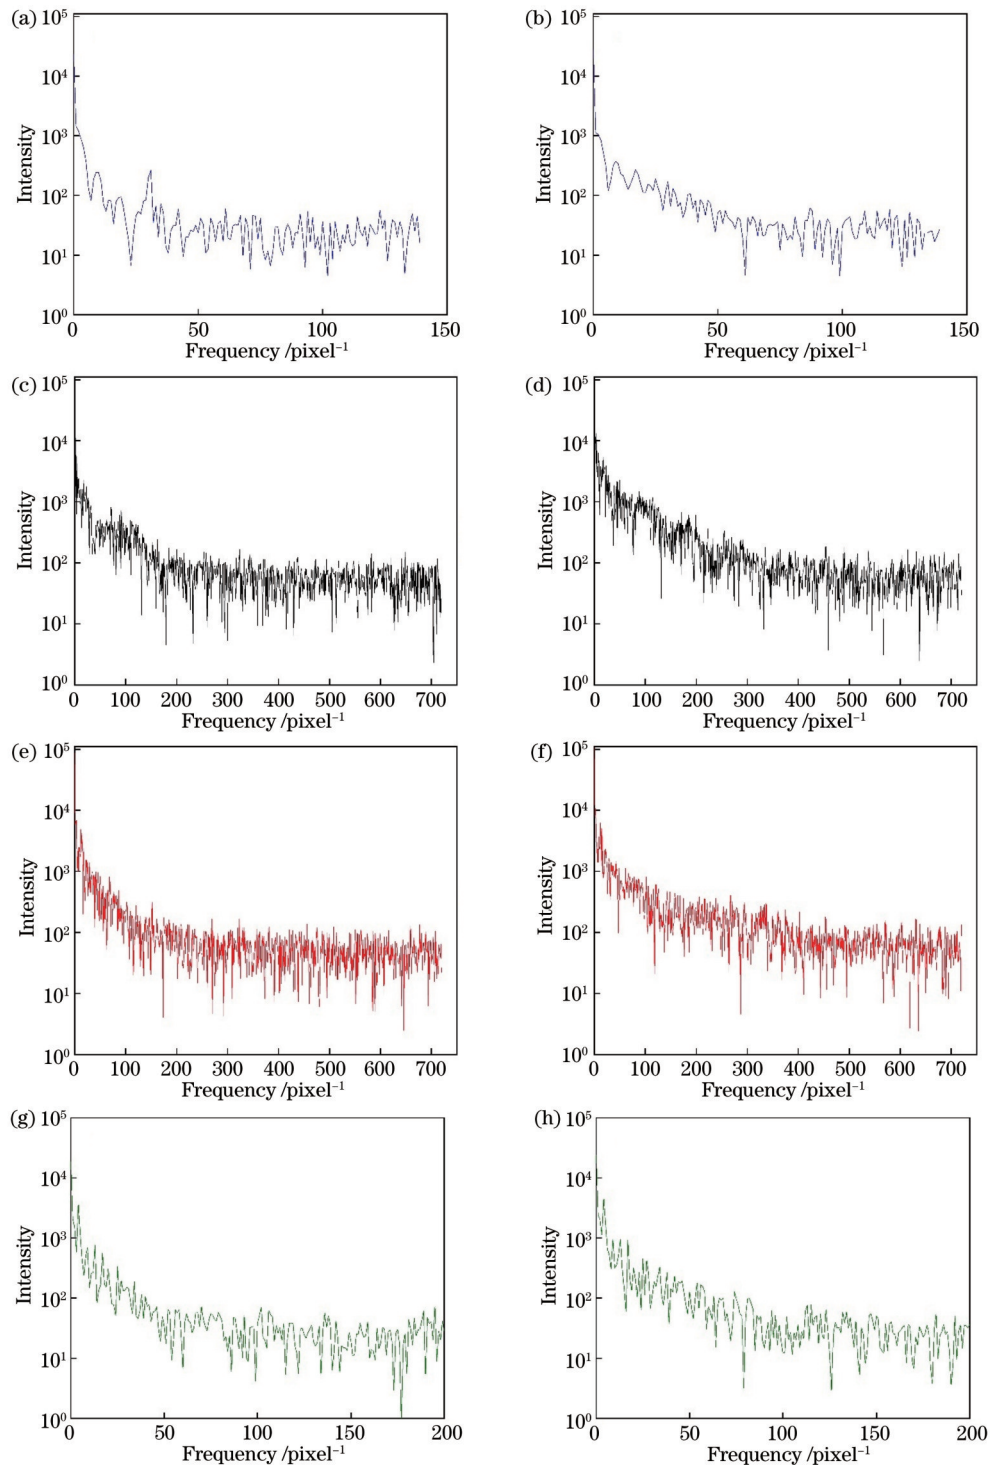 (a) (b)
10⁵ 10⁵
10⁴ 10⁴
10³ 10³
10² 10²
10¹ 10¹
10⁰ 10⁰
Intensity Intensity
0 50 100 150 0 50 100 150
Frequency /pixel⁻¹ Frequency /pixel⁻¹
(c) (d)
10⁵ 10⁵
10⁴ 10⁴
10³ 10³
10² 10²
10¹ 10¹
10⁰ 10⁰
Intensity Intensity
0 100 200 300 400 500 600 700 0 100 200 300 400 500 600 700
Frequency /pixel⁻¹ Frequency /pixel⁻¹
(e) (f)
10⁵ 10⁵
10⁴ 10⁴
10³ 10³
10² 10²
10¹ 10¹
10⁰ 10⁰
Intensity Intensity
0 100 200 300 400 500 600 700 0 100 200 300 400 500 600 700
Frequency /pixel⁻¹ Frequency /pixel⁻¹
(g) (h)
10⁵ 10⁵
10⁴ 10⁴
10³ 10³
10² 10²
10¹ 10¹
10⁰ 10⁰
Intensity Intensity
0 50 100 150 200 0 50 100 150 200
Frequency /pixel⁻¹ Frequency /pixel⁻¹